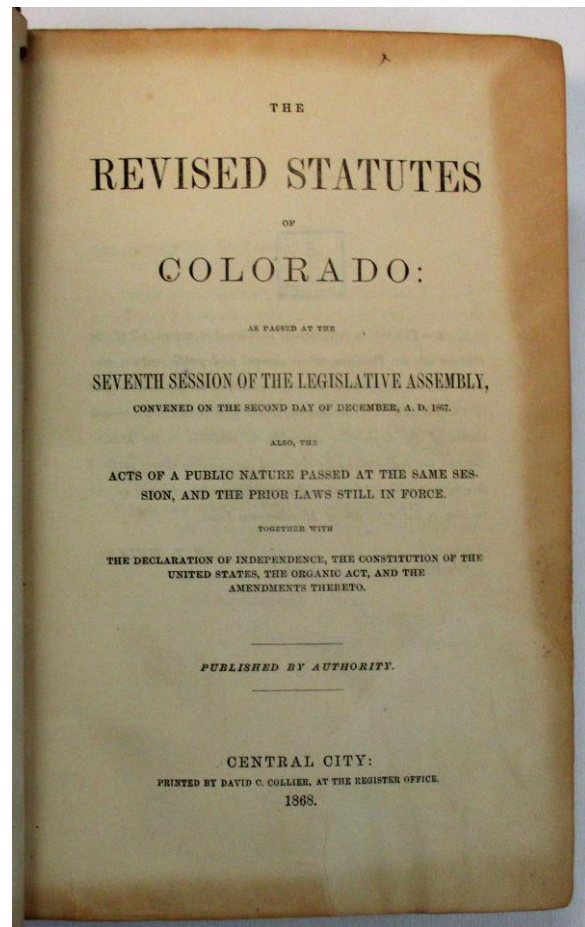 THE
REVISED STATUTES
OF
COLORADO:
AS PASSED AT THE
SEVENTH SESSION OF THE LEGISLATIVE ASSEMBLY,
CONVENED ON THE SECOND DAY OF DECEMBER, A. D. 1867.
ALSO, THE
ACTS OF A PUBLIC NATURE PASSED AT THE SAME SES-
SION, AND THE PRIOR LAWS STILL IN FORCE.
TOGETHER WITH
THE DECLARATION OF INDEPENDENCE, THE CONSTITUTION OF THE
UNITED STATES, THE ORGANIC ACT, AND THE
AMENDMENTS THERETO.
PUBLISHED BY AUTHORITY.
CENTRAL CITY:
PRINTED BY DAVID C. COLLIER, AT THE REGISTER OFFICE.
1868.